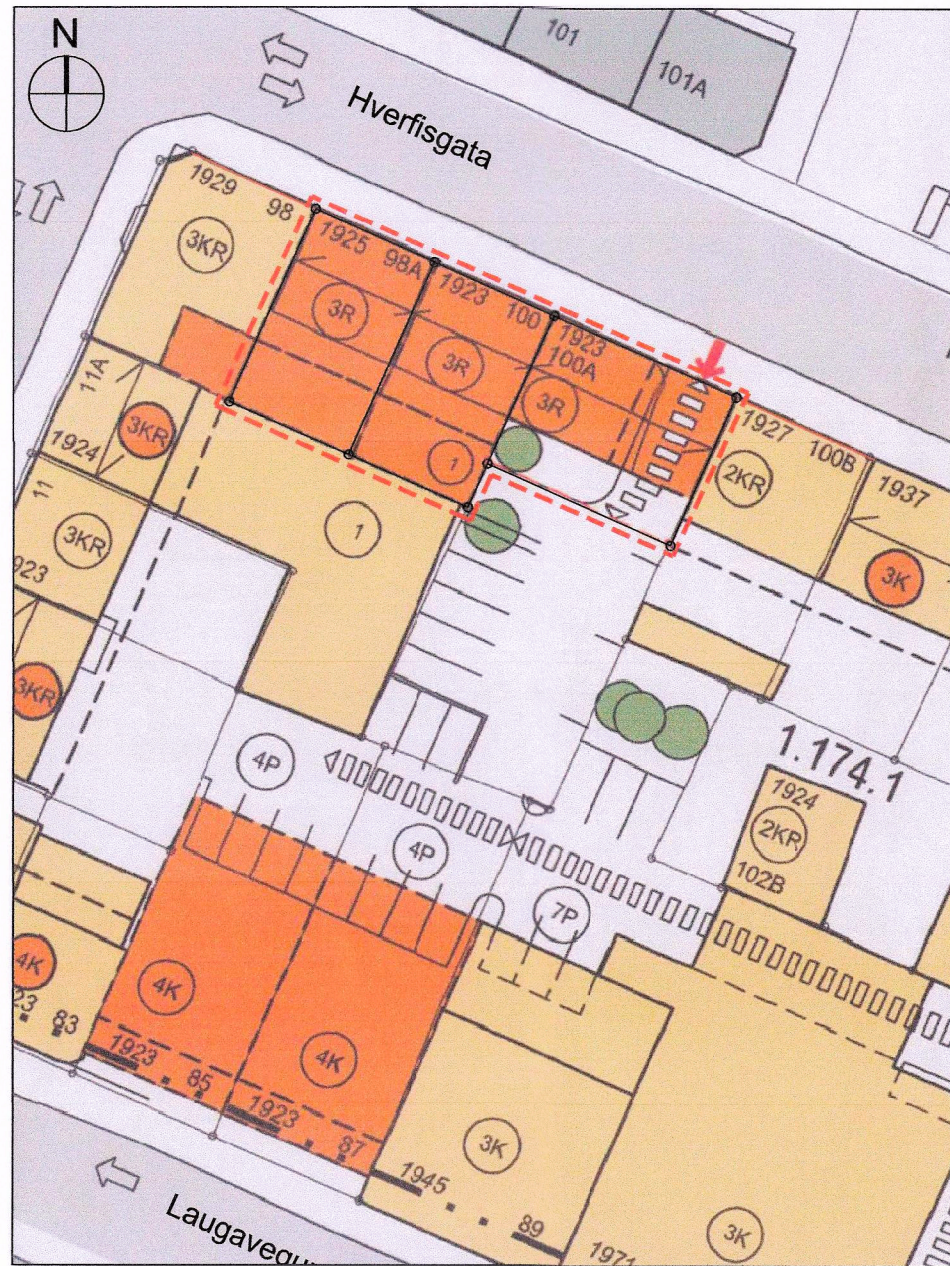 N
101
101A
Hverfisgata
1929
98
3KR
1925
98A
3R
1923
100
3R
1923
100A
3R
1927
100B
2KR
1937
3K
11A
3KR
1924
11
3KR
923
1
1
3KR
4P
4P
7P
1.174.1
1924
2KR
102B
4K
23
83
4K
4K
1923
85
1923
87
3K
1945
89
3K
1971
Laugavegu